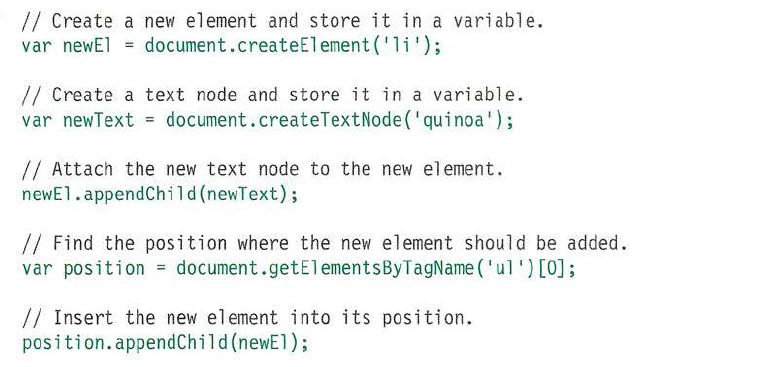 // Create a new element and store it in a variable.
var newEl = document.createElement('li');
// Create a text node and store it in a variable.
var newText = document.createTextNode('quinoa');
// Attach the new text node to the new element.
newEl.appendChild(newText);
// Find the position where the new element should be added.
var position = document.getElementsByTagName('ul')[0];
// Insert the new element into its position.
position.appendChild(newEl);